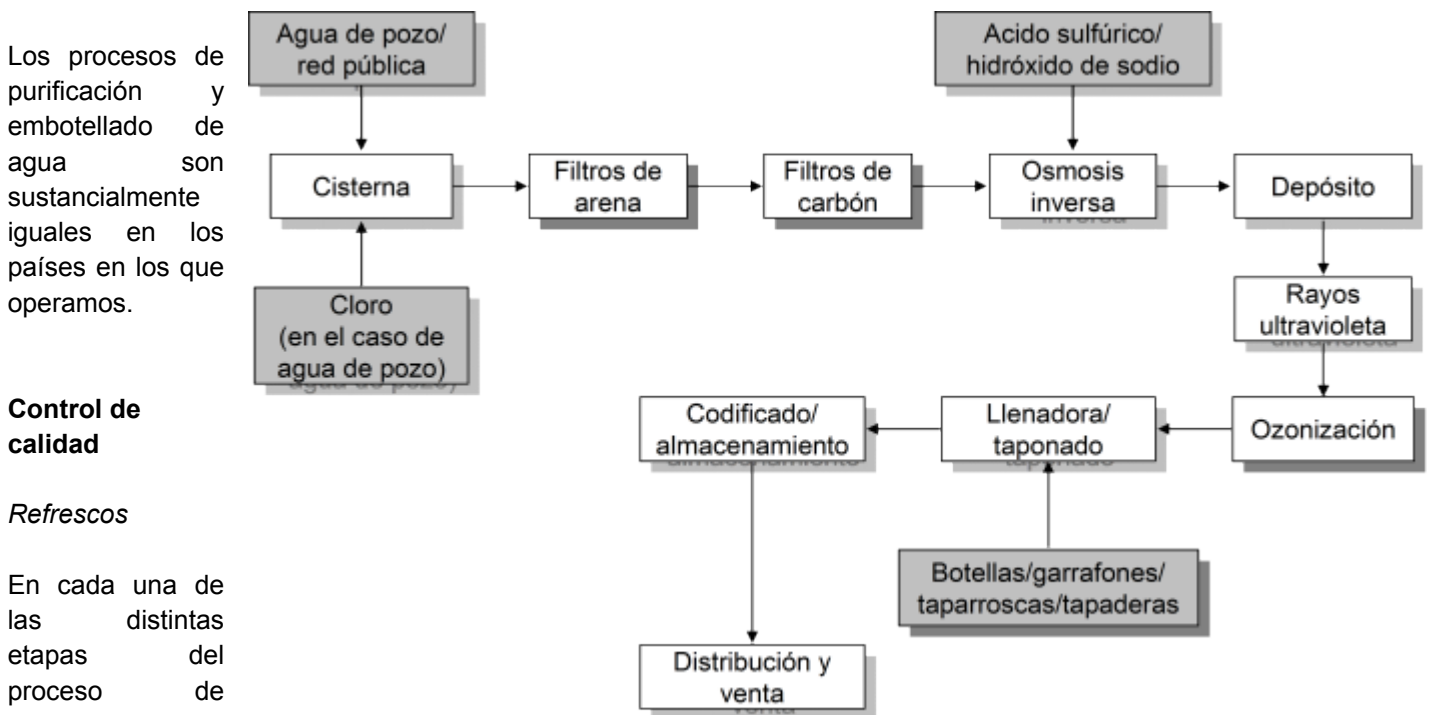 Los procesos de
purificación y
embotellado de
agua son
sustancialmente
iguales en los
países en los que
operamos.
Control de
calidad
Refrescos
En cada una de
las distintas
etapas del
proceso de
Agua de pozo/
red pública
Acido sulfúrico/
hidróxido de sodio
Cisterna
Filtros de
arena
Filtros de
carbón
Osmosis
inversa
Depósito
Cloro
(en el caso de
agua de pozo)
Rayos
ultravioleta
Ozonización
Llenadora/
taponado
Codificado/
almacenamiento
Botellas/garrafones/
taparroscas/tapaderas
Distribución y
venta